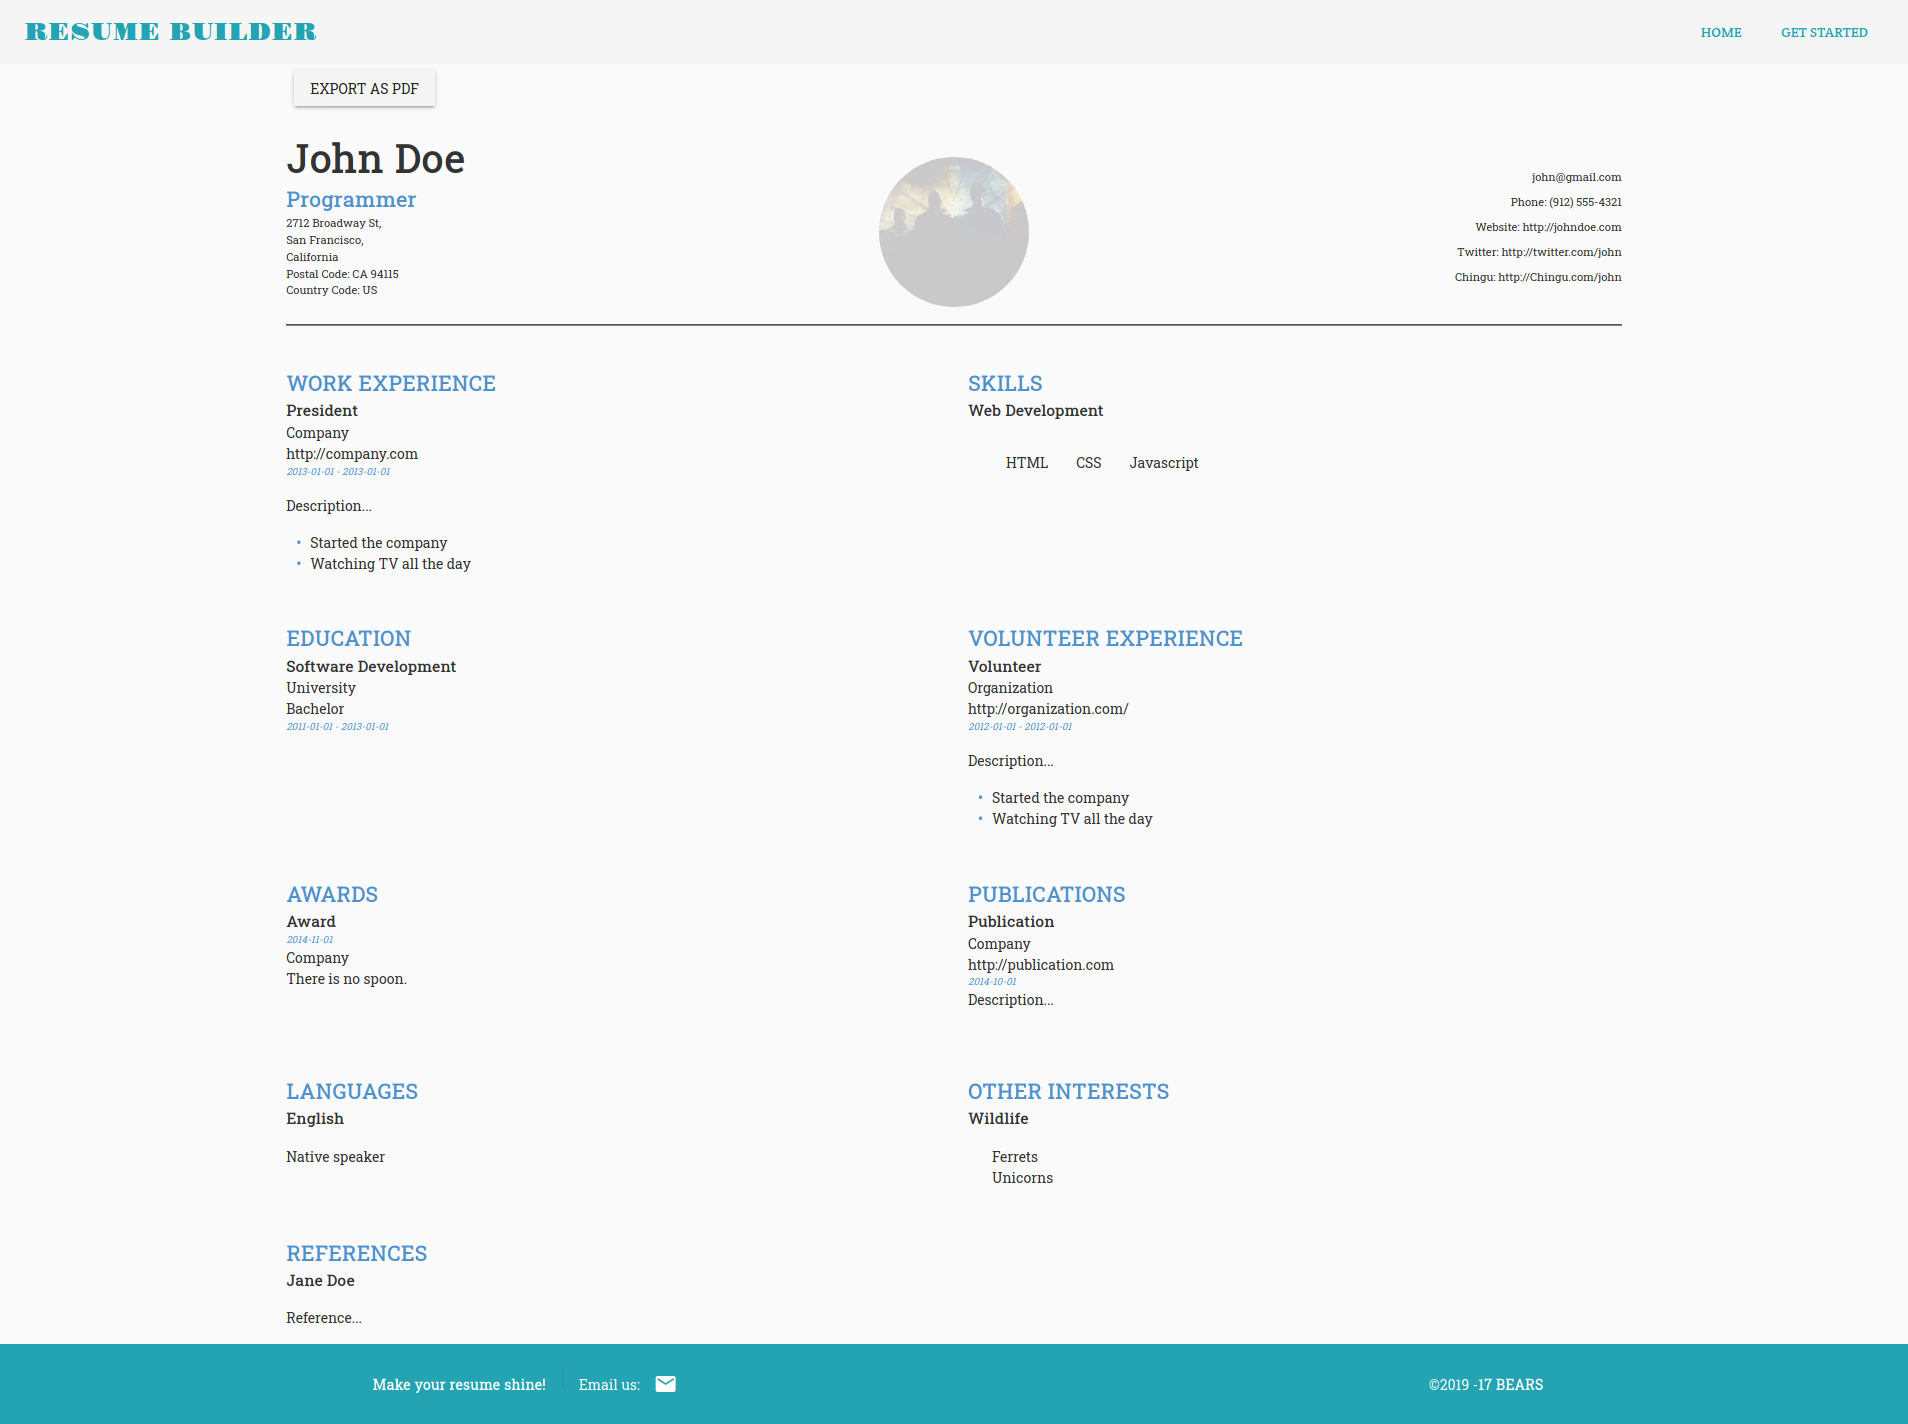 RESUME BUILDER
HOME
GET STARTED
EXPORT AS PDF
John Doe
Programmer
2712 Broadway St,
San Francisco,
California
Postal Code: CA 94115
Country Code: US
john@gmail.com
Phone: (912) 555-4321
Website: http://johndoe.com
Twitter: http://twitter.com/john
Chingu: http://Chingu.com/john
WORK EXPERIENCE
President
Company
http://company.com
2013-01-01 - 2013-01-01
Description...
• Started the company
• Watching TV all the day
SKILLS
Web Development
HTML CSS Javascript
EDUCATION
Software Development
University
Bachelor
2011-01-01 - 2013-01-01
VOLUNTEER EXPERIENCE
Volunteer
Organization
http://organization.com/
2012-01-01 - 2012-01-01
Description...
• Started the company
• Watching TV all the day
AWARDS
Award
2014-11-01
Company
There is no spoon.
PUBLICATIONS
Publication
Company
http://publication.com
2014-10-01
Description...
LANGUAGES
English
Native speaker
OTHER INTERESTS
Wildlife
Ferrets
Unicorns
REFERENCES
Jane Doe
Reference...
Make your resume shine!
Email us:
©2019 -17 BEARS